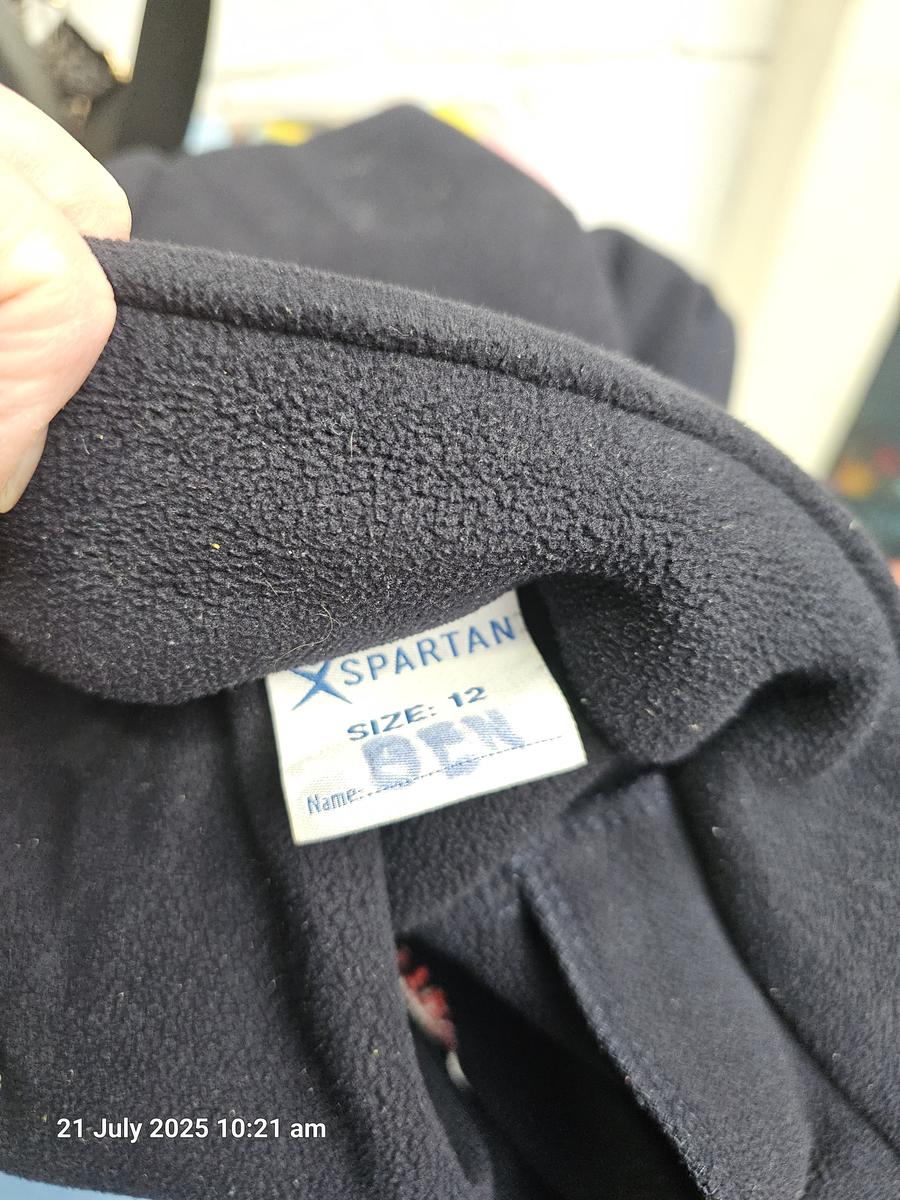 SPARTAN
SIZE: 12
Name: BEN
21 July 2025 10:21 am